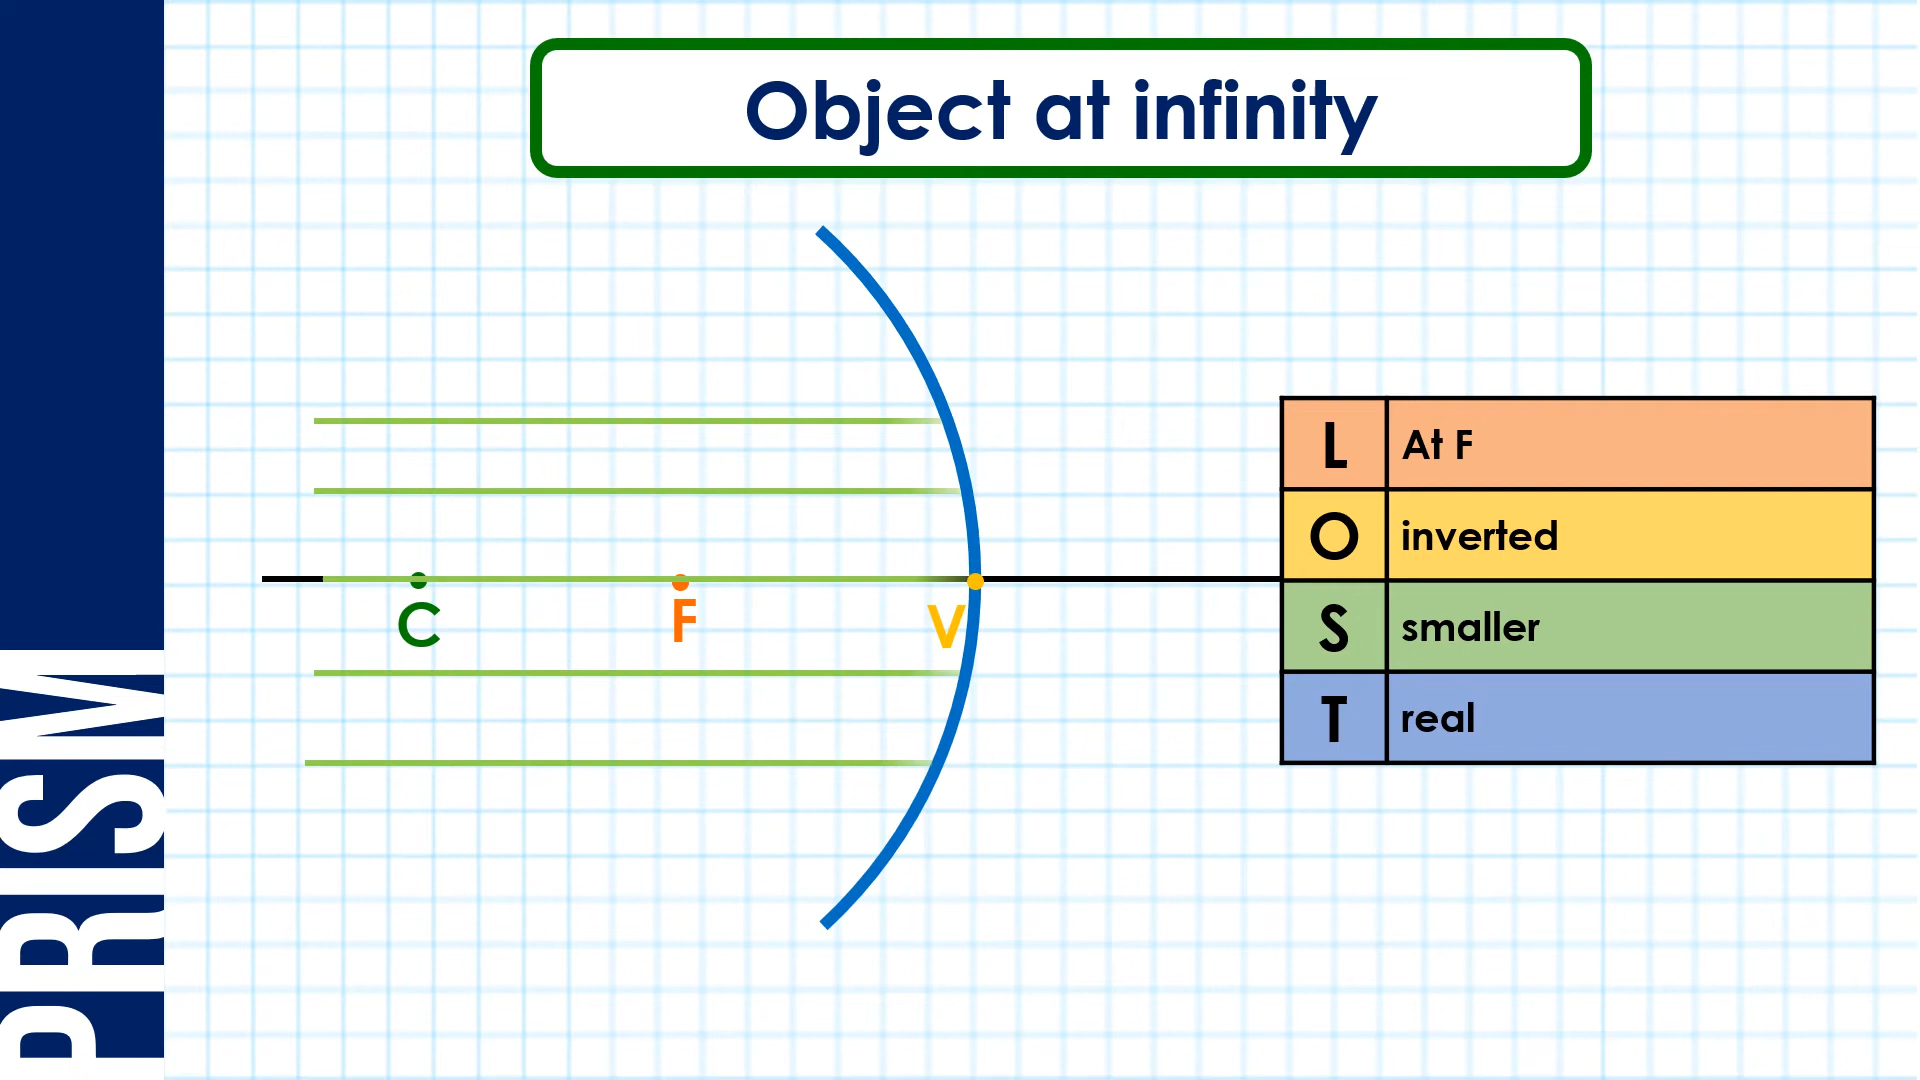 Object at infinity
C
F
V
L At F
O inverted
S smaller
T real
PRISM